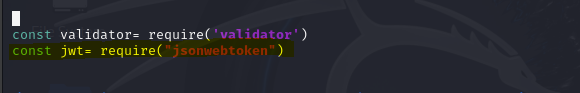 const validator= require('validator')
const jwt= require("jsonwebtoken")